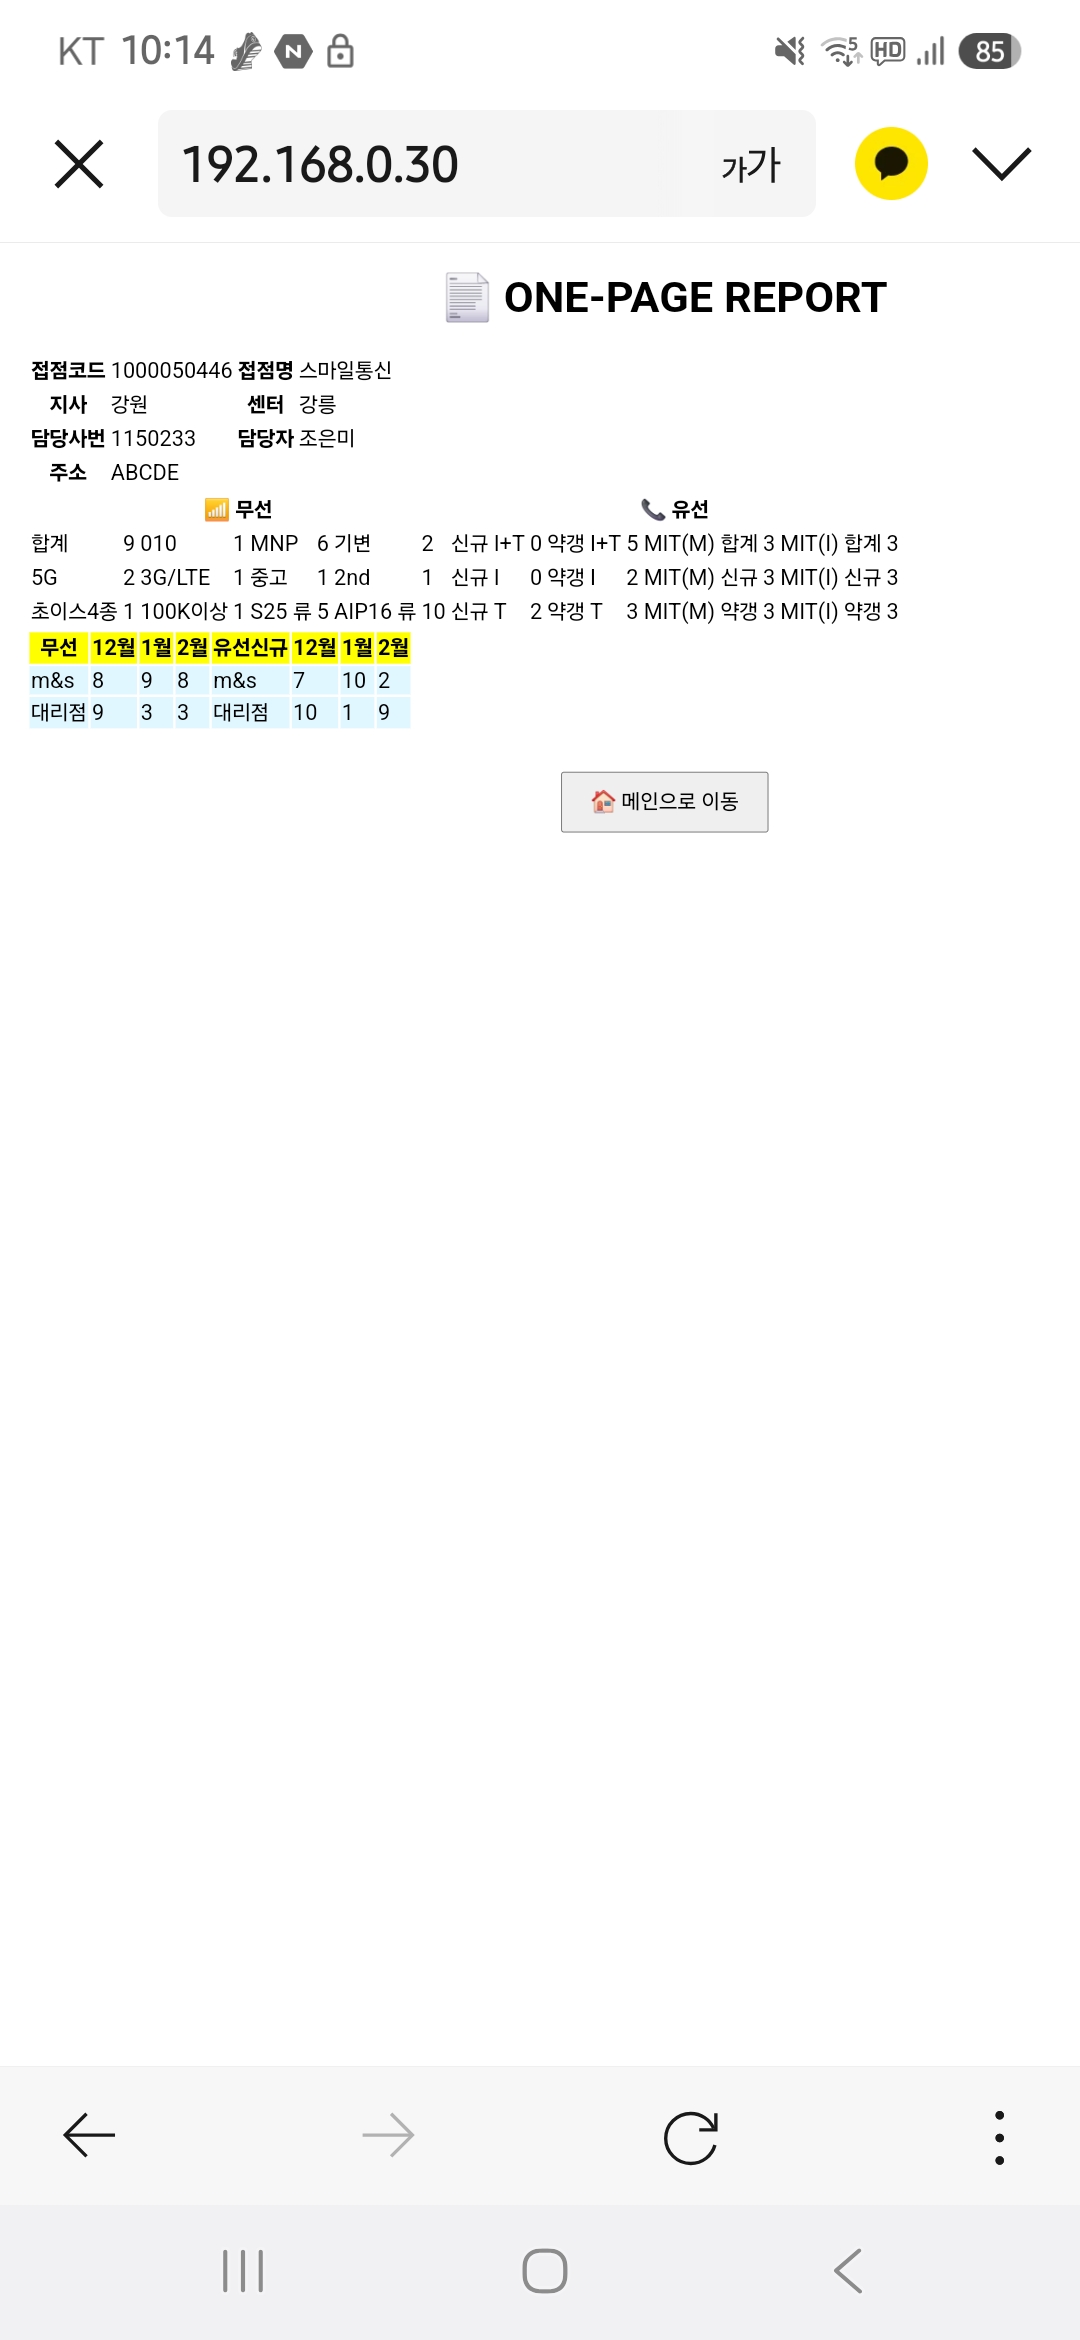 KT 10:14 N 5 HD 85
192.168.0.30 가가
ONE-PAGE REPORT
접점코드 1000050446 접점명 스마일통신
지사 강원 센터 강릉
담당사번 1150233 담당자 조은미
주소 ABCDE
무선 유선
합계 9 010 1 MNP 6 기변 2 신규 I+T 0 약갱 I+T 5 MIT(M) 합계 3 MIT(I) 합계 3
5G 2 3G/LTE 1 중고 1 2nd 1 신규 I 0 약갱 I 2 MIT(M) 신규 3 MIT(I) 신규 3
초이스4종 1 100K이상 1 S25 류 5 AIP16 류 10 신규 T 2 약갱 T 3 MIT(M) 약갱 3 MIT(I) 약갱 3
무선 12월 1월 2월 유선신규 12월 1월 2월
m&s 8 9 8 m&s 7 10 2
대리점 9 3 3 대리점 10 1 9
메인으로 이동